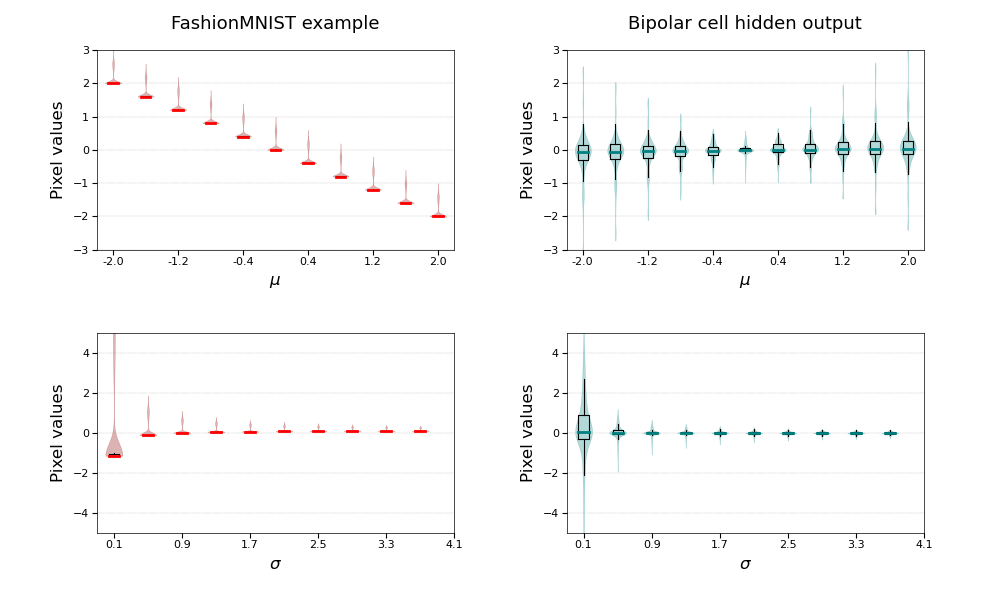 FashionMNIST example
Bipolar cell hidden output
Pixel values
3
2
1
0
−1
−2
−3
-2.0 -1.2 -0.4 0.4 1.2 2.0
μ
Pixel values
3
2
1
0
−1
−2
−3
-2.0 -1.2 -0.4 0.4 1.2 2.0
μ
Pixel values
4
2
0
−2
−4
0.1 0.9 1.7 2.5 3.3 4.1
σ
Pixel values
4
2
0
−2
−4
0.1 0.9 1.7 2.5 3.3 4.1
σ